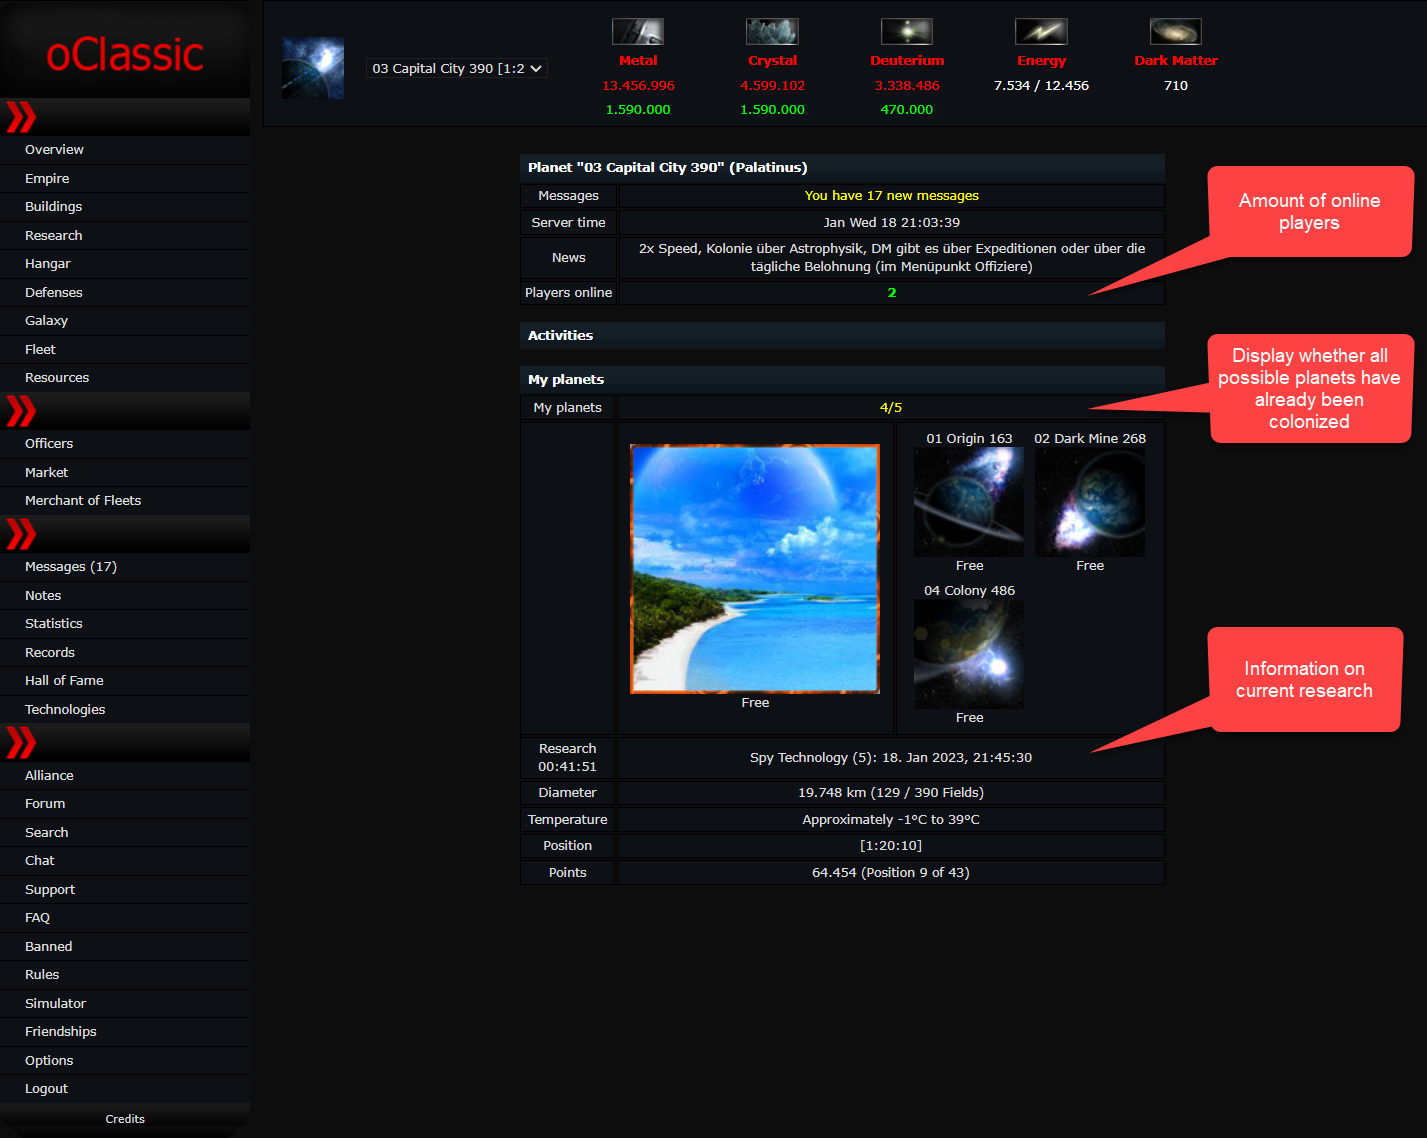 oClassic
03 Capital City 390 [1:2
Metal
Crystal
Deuterium
Energy
Dark Matter
13.456.996
4.599.102
3.338.486
7.534 / 12.456
710
1.590.000
1.590.000
470.000
Overview
Empire
Buildings
Research
Hangar
Defenses
Galaxy
Fleet
Resources
Officers
Market
Merchant of Fleets
Messages (17)
Notes
Statistics
Records
Hall of Fame
Technologies
Alliance
Forum
Search
Chat
Support
FAQ
Banned
Rules
Simulator
Friendships
Options
Logout
Credits
Planet "03 Capital City 390" (Palatinus)
Messages
You have 17 new messages
Server time
Jan Wed 18 21:03:39
News
2x Speed, Kolonie über Astrophysik, DM gibt es über Expeditionen oder über die
tägliche Belohnung (im Menüpunkt Offiziere)
Players online
2
Activities
My planets
My planets
4/5
Free
01 Origin 163
Free
02 Dark Mine 268
Free
04 Colony 486
Free
Research
00:41:51
Spy Technology (5): 18. Jan 2023, 21:45:30
Diameter
19.748 km (129 / 390 Fields)
Temperature
Approximately -1°C to 39°C
Position
[1:20:10]
Points
64.454 (Position 9 of 43)
Amount of online
players
Display whether all
possible planets have
already been
colonized
Information on
current research